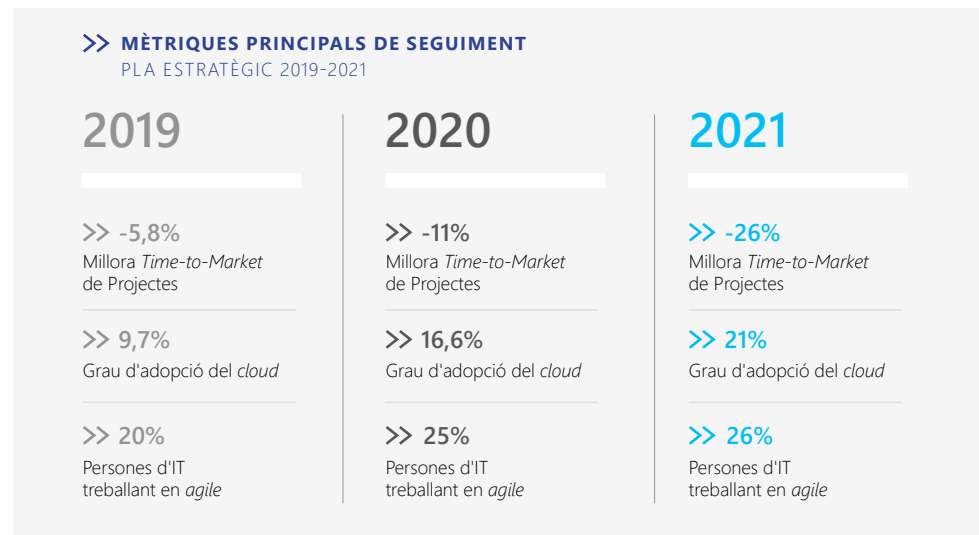 >> MÈTRIQUES PRINCIPALS DE SEGUIMENT
PLA ESTRATÈGIC 2019-2021
2019
>> -5,8%
Millora Time-to-Market
de Projectes
>> 9,7%
Grau d'adopció del cloud
>> 20%
Persones d'IT
treballant en agile
2020
>> -11%
Millora Time-to-Market
de Projectes
>> 16,6%
Grau d'adopció del cloud
>> 25%
Persones d'IT
treballant en agile
2021
>> -26%
Millora Time-to-Market
de Projectes
>> 21%
Grau d'adopció del cloud
>> 26%
Persones d'IT
treballant en agile